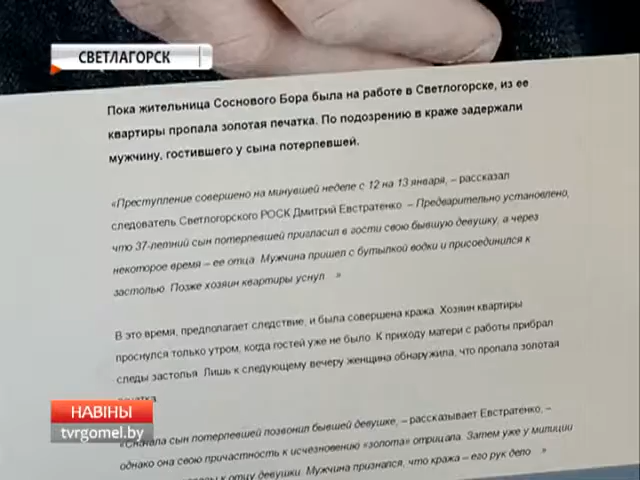 СВЕТЛАГОРСК
Пока жительница Соснового Бора была на работе в Светлогорске, из ее
квартиры пропала золотая печатка. По подозрению в краже задержали
мужчину, гостившего у сына потерпевшей.
«Преступление совершено на минувшей неделе с 12 на 13 января, – рассказал
следователь Светлогорского РОСК Дмитрий Евстратенко. – Предварительно установлено,
что 37-летний сын потерпевшей пригласил в гости свою бывшую девушку, а через
некоторое время – ее отца. Мужчина пришел с бутылкой водки и присоединился к
застолью. Позже хозяин квартиры уснул…»
В это время, предполагает следствие, и была совершена кража. Хозяин квартиры
проснулся только утром, когда гостей уже не было. К приходу матери с работы прибрал
следы застолья. Лишь к следующему вечеру женщина обнаружила, что пропала золотая
«Сначала сын потерпевшей позвонил бывшей девушке, – рассказывает Евстратенко, –
однако она свою причастность к исчезновению «золота» отрицала. Затем уже у милиции
к отцу девушки. Мужчина признался, что кража – его рук дело…»
НАВІНЫ
tvrgomel.by